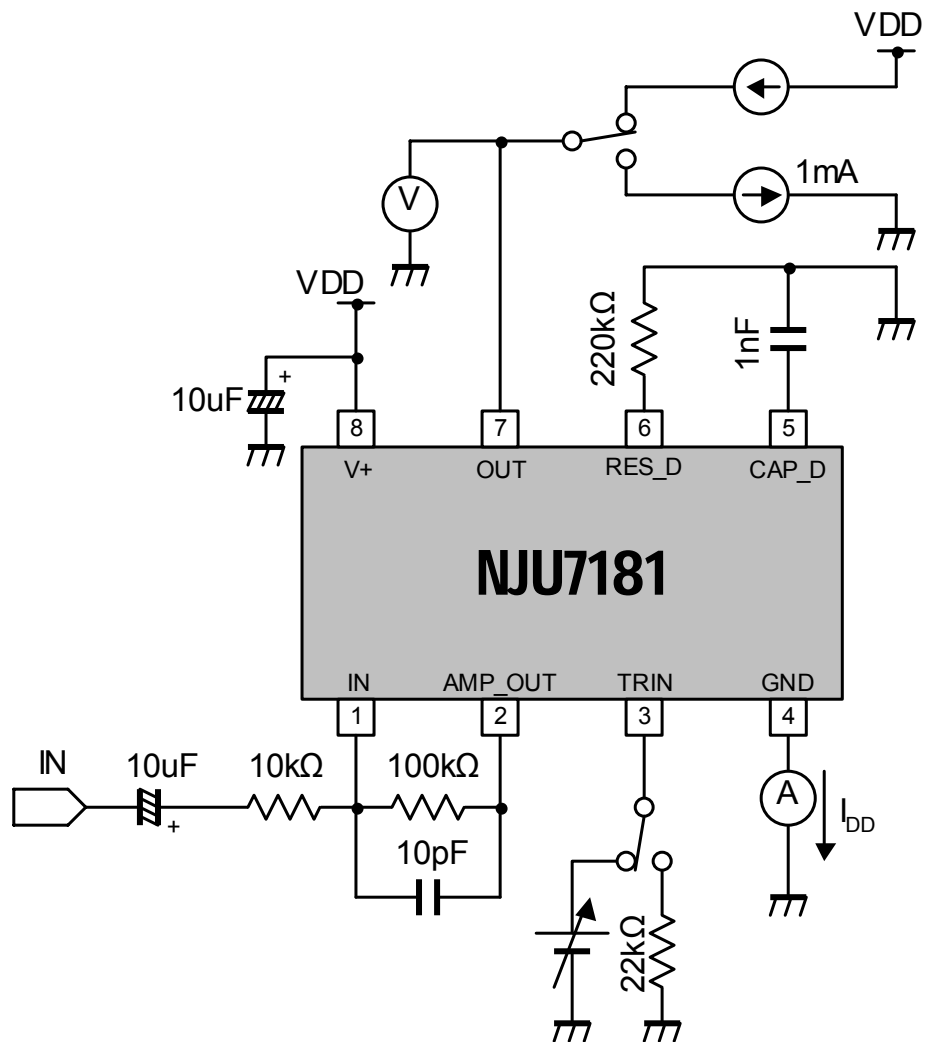 VDD
1mA
V
VDD
220kΩ
1nF
10uF
+
8
7
6
5
V+
OUT
RES_D
CAP_D
NJU7181
IN
AMP_OUT
TRIN
GND
1
2
3
4
IN
10uF
+
10kΩ
100kΩ
10pF
A
IDD
22kΩ